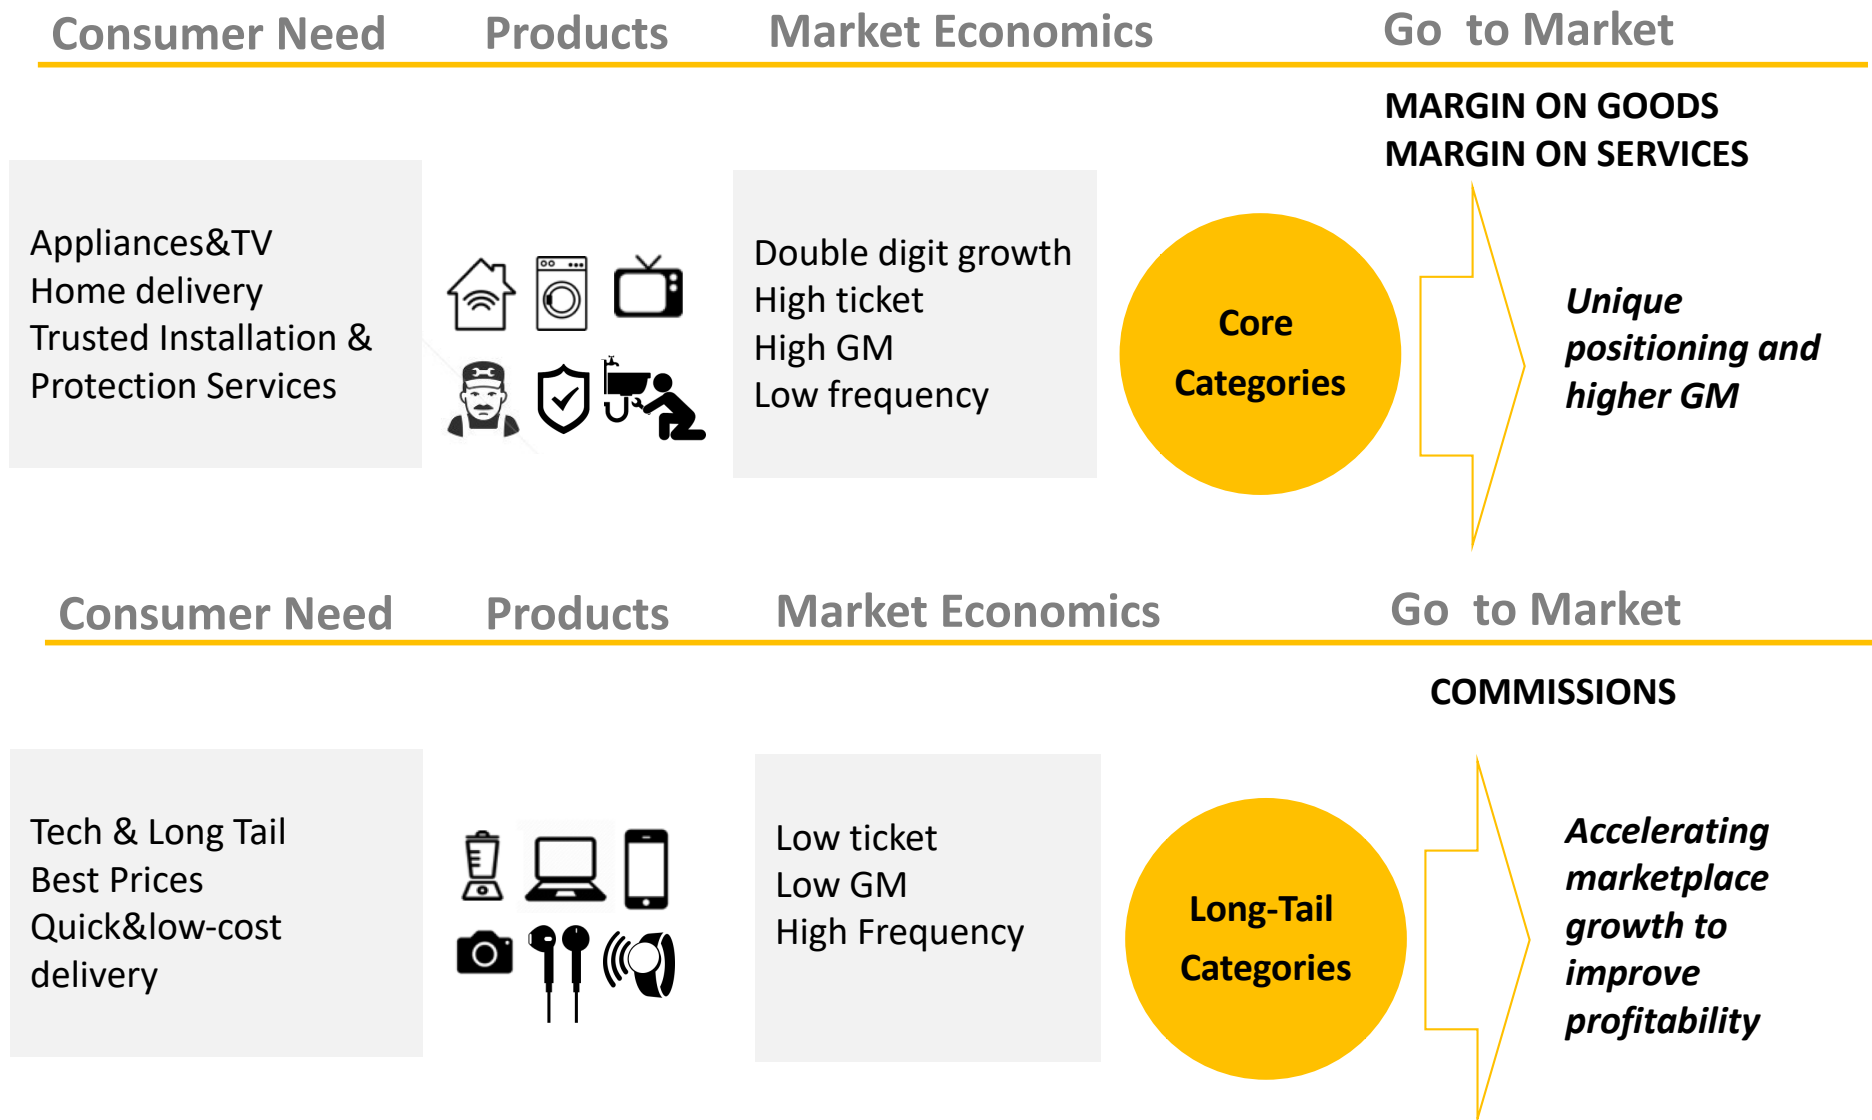 Consumer Need Products Market Economics Go to Market
MARGIN ON GOODS
MARGIN ON SERVICES
Appliances&TV
Home delivery
Trusted Installation &
Protection Services
Double digit growth
High ticket
High GM
Low frequency
Core
Categories
Unique
positioning and
higher GM
Consumer Need Products Market Economics Go to Market
COMMISSIONS
Tech & Long Tail
Best Prices
Quick&low-cost
delivery
Low ticket
Low GM
High Frequency
Long-Tail
Categories
Accelerating
marketplace
growth to
improve
profitability